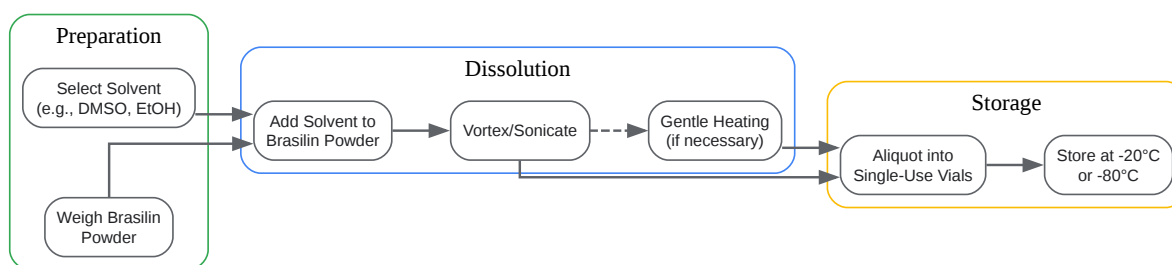 Preparation
Select Solvent
(e.g., DMSO, EtOH)
Weigh Brasilin
Powder
Dissolution
Add Solvent to
Brasilin Powder
Vortex/Sonicate
Gentle Heating
(if necessary)
Storage
Aliquot into
Single-Use Vials
Store at -20°C
or -80°C